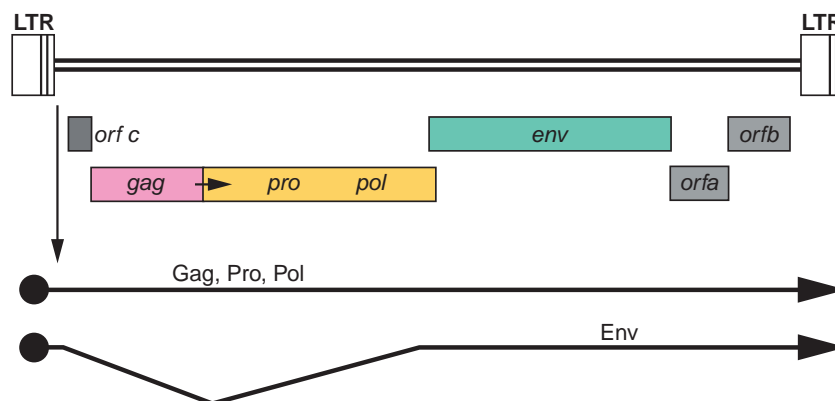 LTR LTR
orf c env orfb
gag pro pol orfa
Gag, Pro, Pol
Env